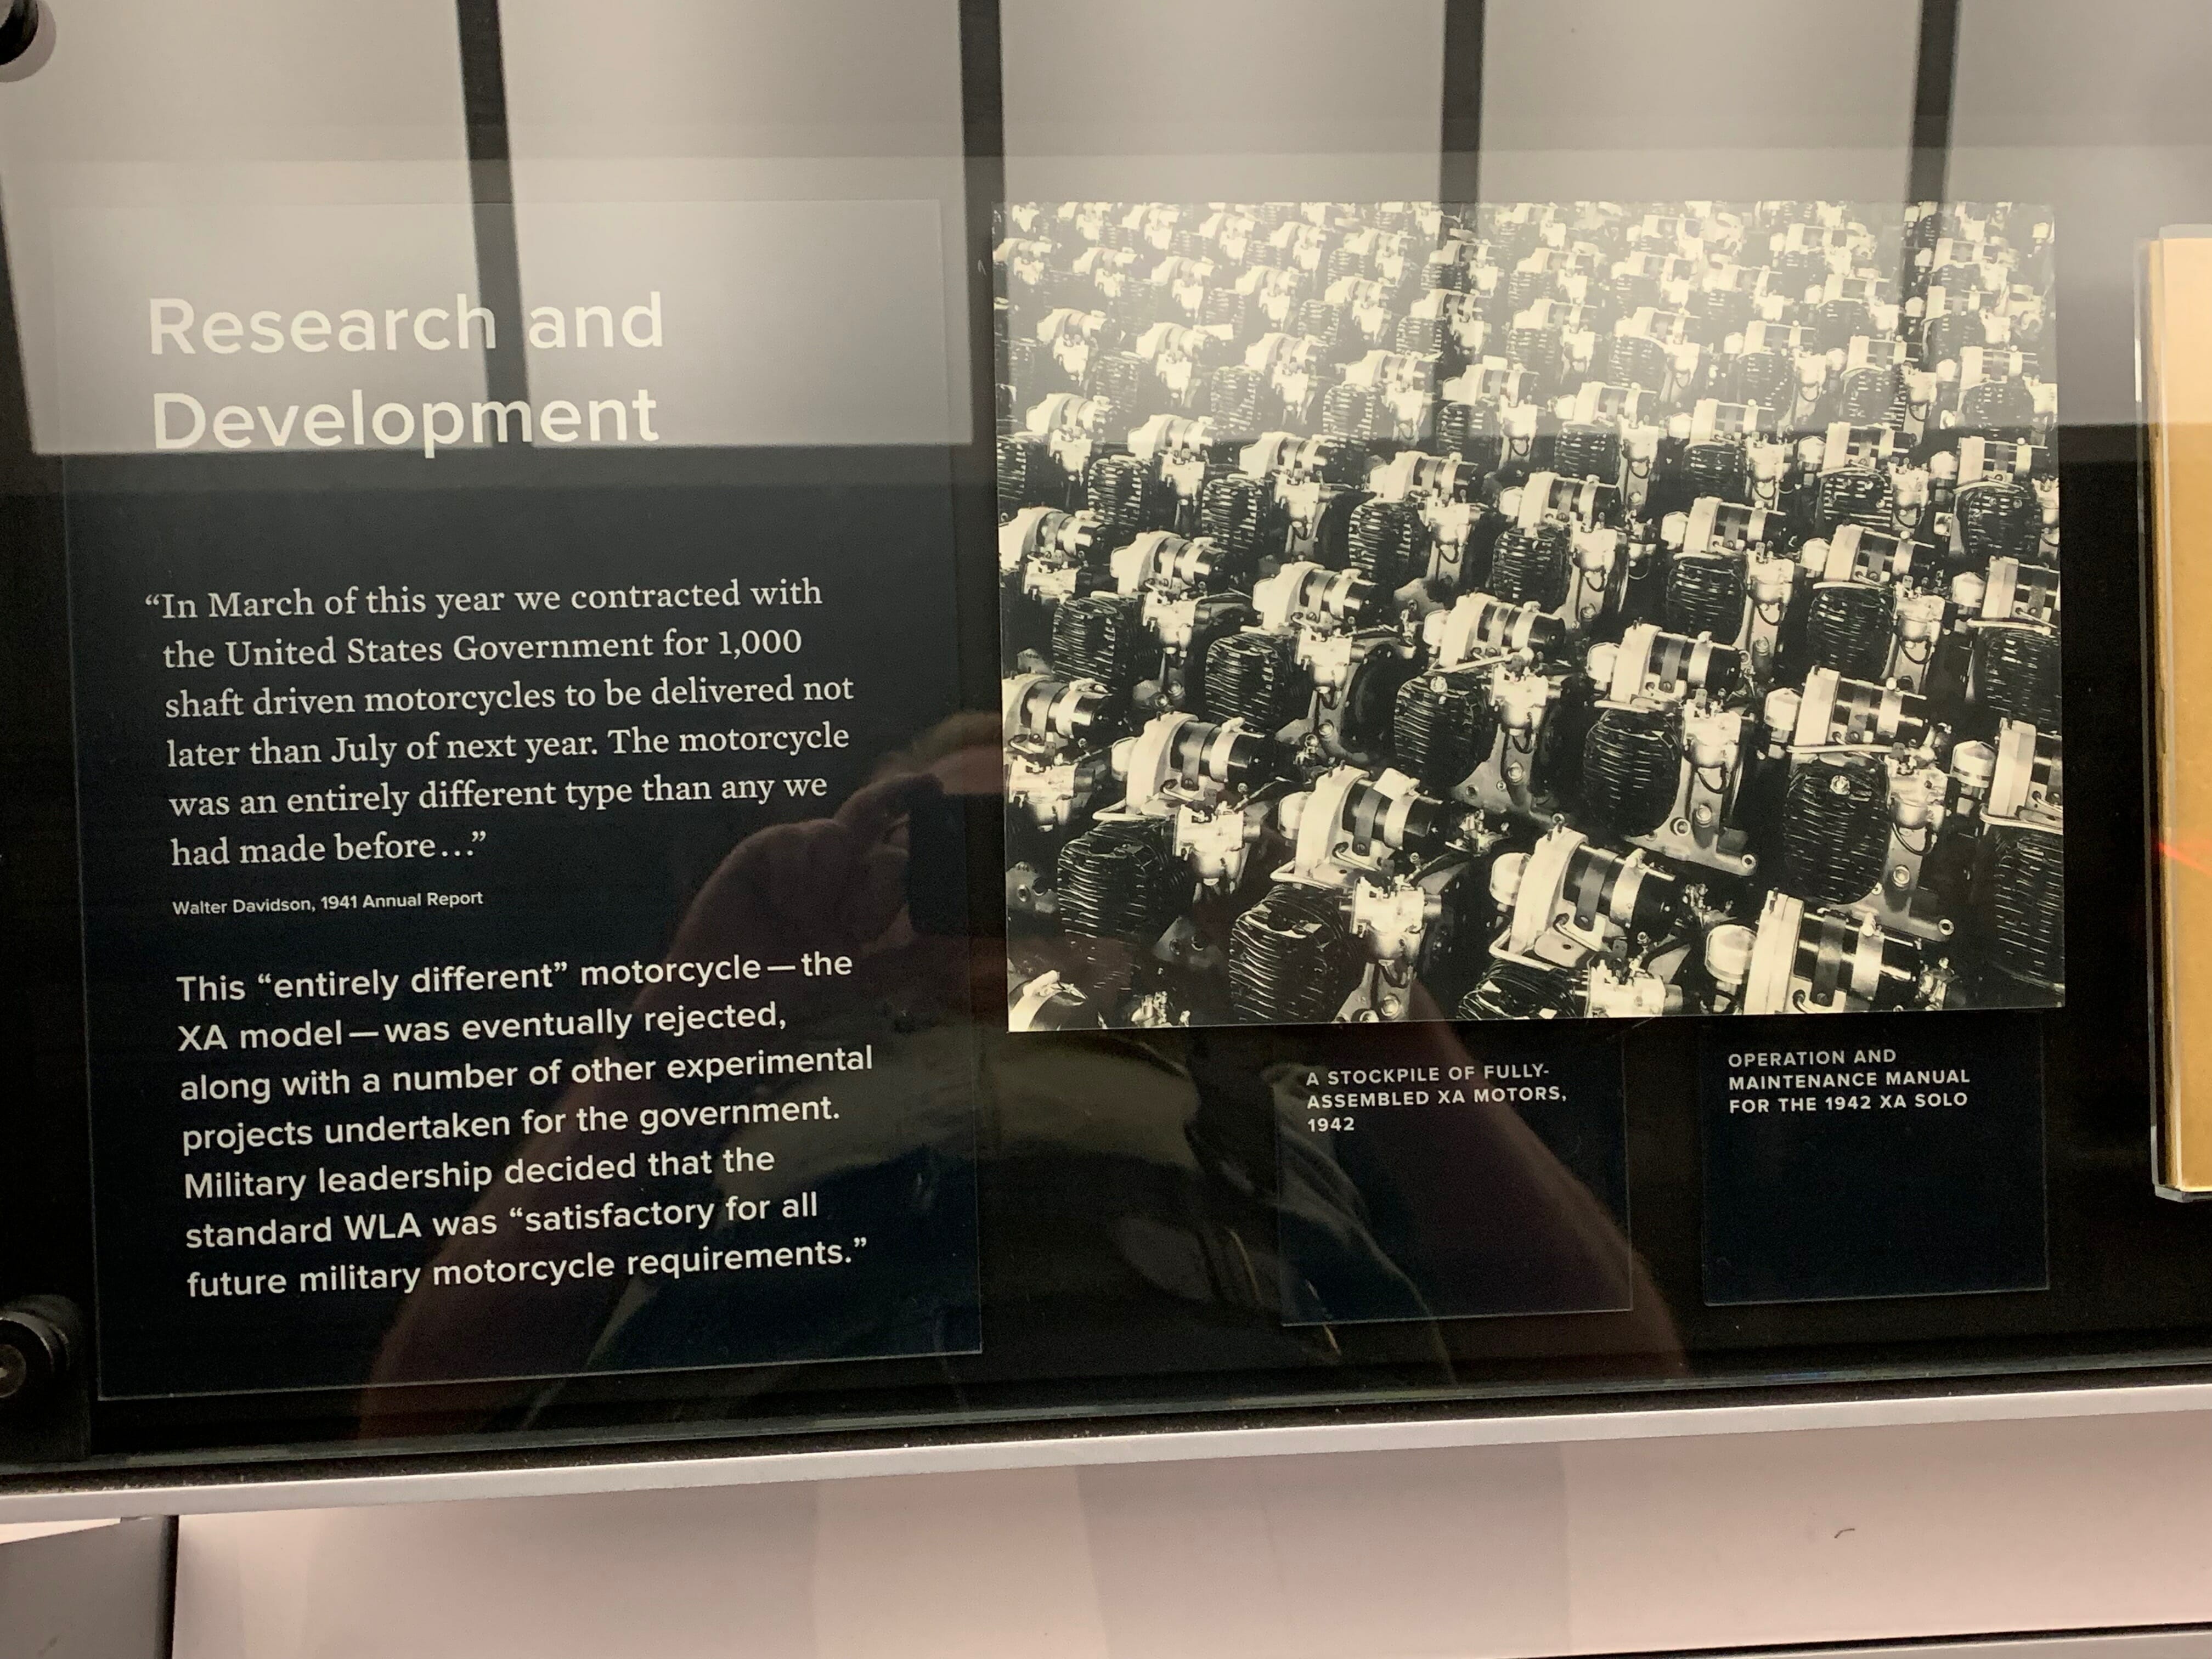 Research and
Development
“In March of this year we contracted with
the United States Government for 1,000
shaft driven motorcycles to be delivered not
later than July of next year. The motorcycle
was an entirely different type than any we
had made before...”
Walter Davidson, 1941 Annual Report
This “entirely different” motorcycle—the
XA model—was eventually rejected,
along with a number of other experimental
projects undertaken for the government.
Military leadership decided that the
standard WLA was “satisfactory for all
future military motorcycle requirements.”
A STOCKPILE OF FULLY-
ASSEMBLED XA MOTORS,
1942
OPERATION AND
MAINTENANCE MANUAL
FOR THE 1942 XA SOLO